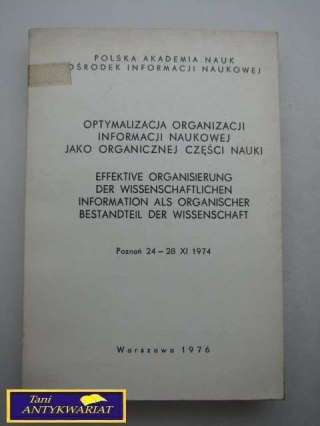 POLSKA AKADEMIA NAUK
OŚRODEK INFORMACJI NAUKOWEJ
OPTYMALIZACJA ORGANIZACJI
INFORMACJI NAUKOWEJ
JAKO ORGANICZNEJ CZĘŚCI NAUKI
EFFEKTIVE ORGANISIERUNG
DER WISSENSCHAFTLICHEN
INFORMATION ALS ORGANISCHER
BESTANDTEIL DER WISSENSCHAFT
Poznań 24 – 28 XI 1974
Warszawa 1976
Tani
ANTYKWARIAT